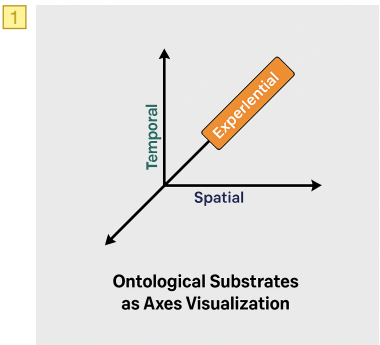 1
Temporal
Experiential
Spatial
Ontological Substrates
as Axes Visualization